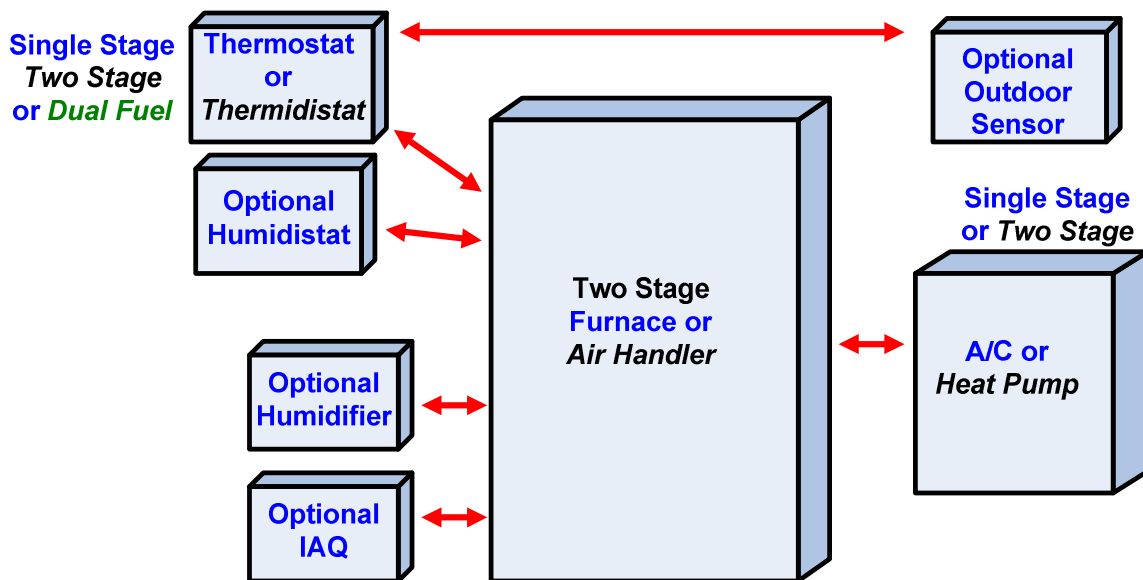 Single Stage
Two Stage
or Dual Fuel
Thermostat
or
Thermidistat
Optional
Outdoor
Sensor
Optional
Humidistat
Single Stage
or Two Stage
Two Stage
Furnace or
Air Handler
A/C or
Heat Pump
Optional
Humidifier
Optional
IAQ